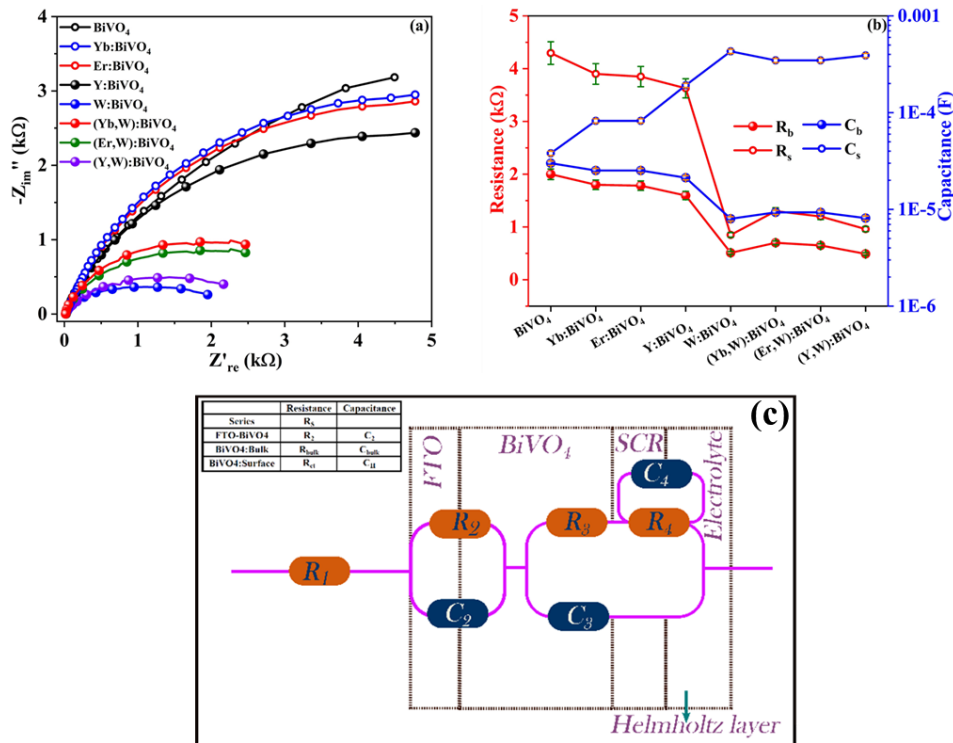 (a)
BiVO4
Yb:BiVO4
Er:BiVO4
Y:BiVO4
W:BiVO4
(Yb,W):BiVO4
(Er,W):BiVO4
(Y,W):BiVO4
-Zim'' (kΩ)
4
3
2
1
0
0 1 2 3 4 5
Z're (kΩ)
(b)
Resistance (kΩ)
5
4
3
2
1
0
Rb Cb
Rs Cs
0.001
1E-4
1E-5
1E-6
Capacitance (F)
BiVO4
Yb:BiVO4
Er:BiVO4
Y:BiVO4
W:BiVO4
(Yb,W):BiVO4
(Er,W):BiVO4
(Y,W):BiVO4
(c)
Resistance Capacitance
Series RS
FTO-BiVO4 R2 C2
BiVO4:Bulk Rbulk Cbulk
BiVO4:Surface
FTO
BiVO4
SCR
Electrolyte
C4
R2 R3 R4
R1
C2 C3
Helmholtz layer